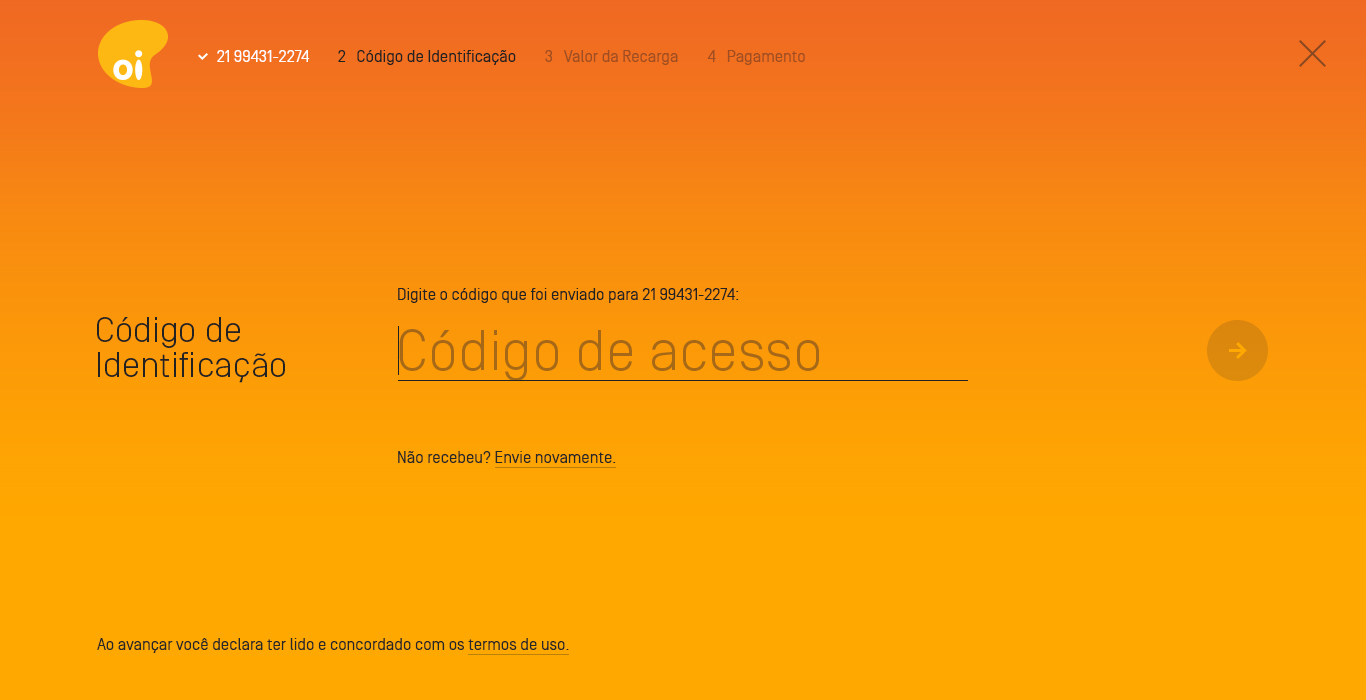 oi
21 99431-2274
2 Código de Identificação
3 Valor da Recarga
4 Pagamento
Digite o código que foi enviado para 21 99431-2274:
Código de
Identificação
Código de acesso
Não recebeu? Envie novamente.
Ao avançar você declara ter lido e concordado com os termos de uso.